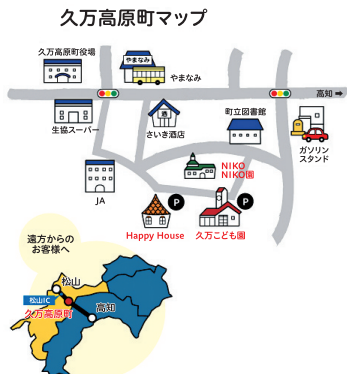 久万高原町マップ
久万高原町役場
やまなみ
やまなみ
高知
生協スーパー
酒
さいき酒店
町立図書館
ガソリン
スタンド
JA
NIKO
NIKO園
P
P
Happy House
久万こども園
遠方からの
お客様へ
松山
松山IC
久万高原町
高知